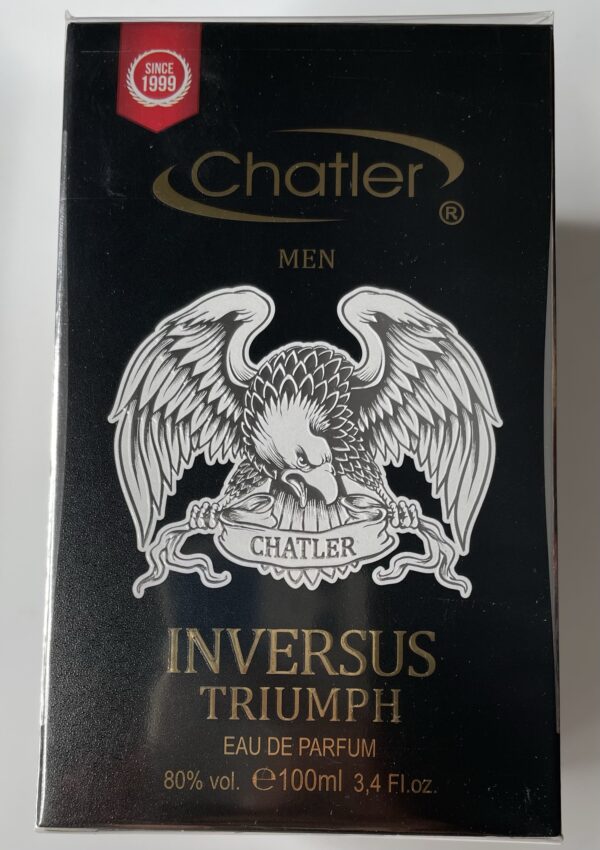 SINCE
1999
Chatler
®
MEN
CHATLER
INVERSUS
TRIUMPH
EAU DE PARFUM
80% vol. ℮100ml 3,4 Fl.oz.